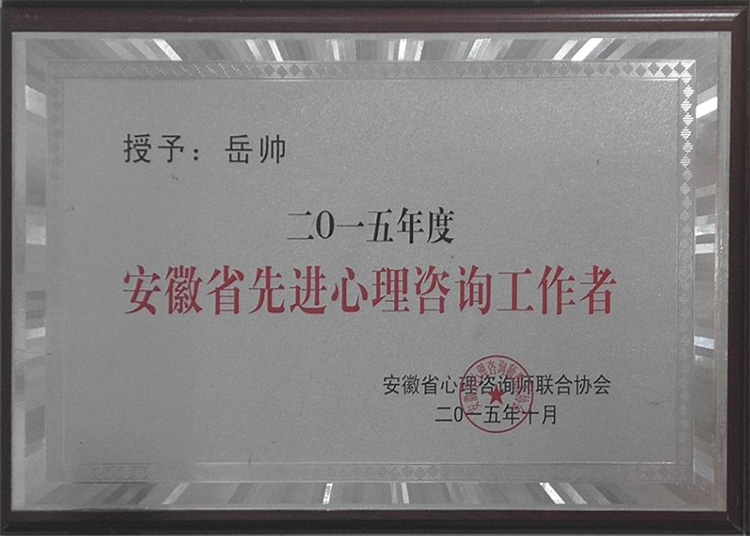 授予：岳帅
二0一五年度
安徽省先进心理咨询工作者
安徽省心理咨询师联合协会
二0一五年十月